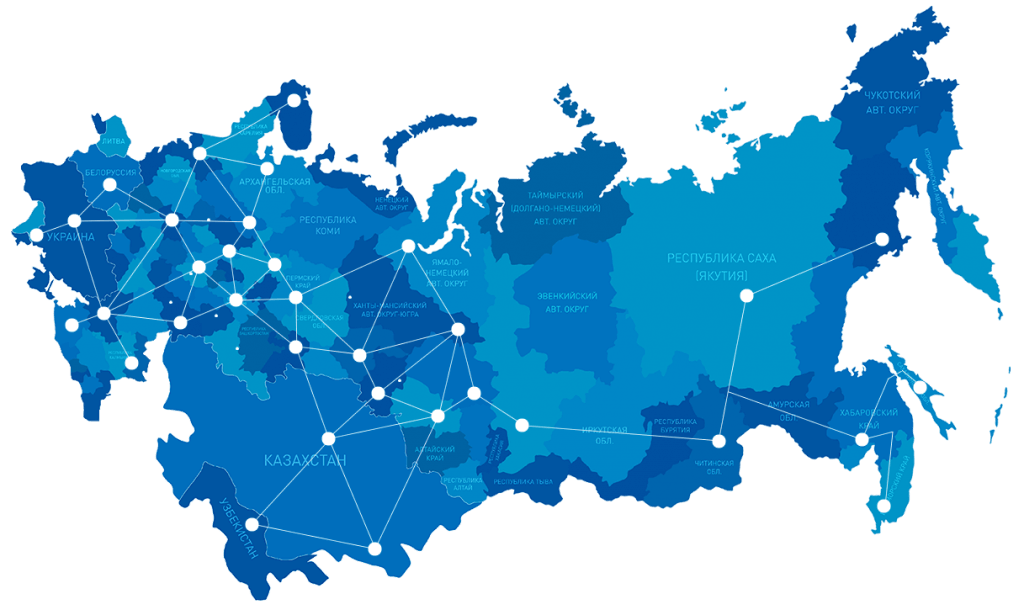 ЧУКОТСКИЙ
АВТ. ОКРУГ
ЛИТВА
БЕЛОРУССИЯ
АРХАНГЕЛЬСКАЯ
ОБЛ.
НЕНЕЦКИЙ
АВТ. ОКРУГ
ТАЙМЫРСКИЙ
(ДОЛГАНО-НЕМЕЦКИЙ)
АВТ. ОКРУГ
РЕСПУБЛИКА
КОМИ
УКРАИНА
ЯМАЛО-
НЕМЕЦКИЙ
АВТ. ОКРУГ
РЕСПУБЛИКА САХА
(ЯКУТИЯ)
ПЕРМСКИЙ
КРАЙ
ЭВЕНКИЙСКИЙ
АВТ. ОКРУГ
ХАНТЫ-МАНСИЙСКИЙ
АВТ. ОКРУГ-ЮГРА
СВЕРДЛОВСКАЯ
ОБЛ.
АМУРСКАЯ
ОБЛ.
ХАБАРОВСКИЙ
КРАЙ
РЕСПУБЛИКА
БУРЯТИЯ
ИРКУТСКАЯ
ОБЛ.
ЧИТИНСКАЯ
ОБЛ.
КАЗАХСТАН
АЛТАЙСКИЙ
КРАЙ
РЕСПУБЛИКА
АЛТАЙ
РЕСПУБЛИКА ТЫВА
УЗБЕКИСТАН